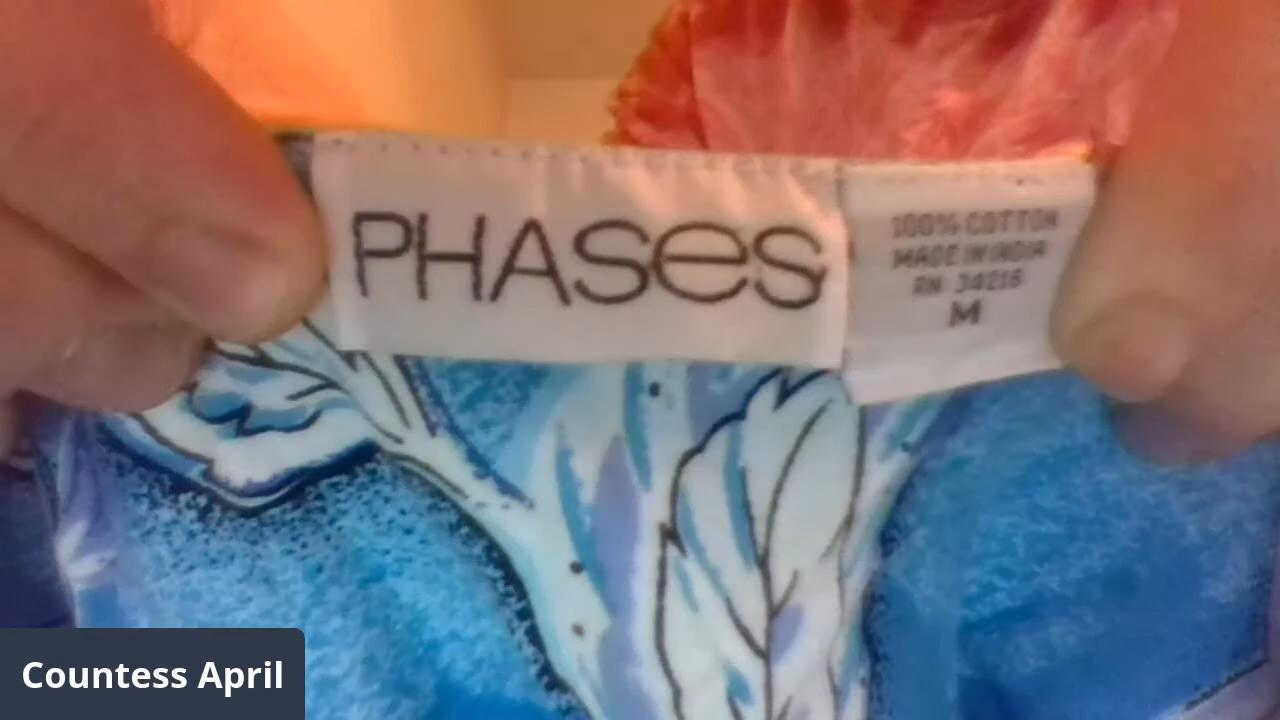 PHASES
100% COTTON
MADE IN INDIA
RN 34216
M
Countess April